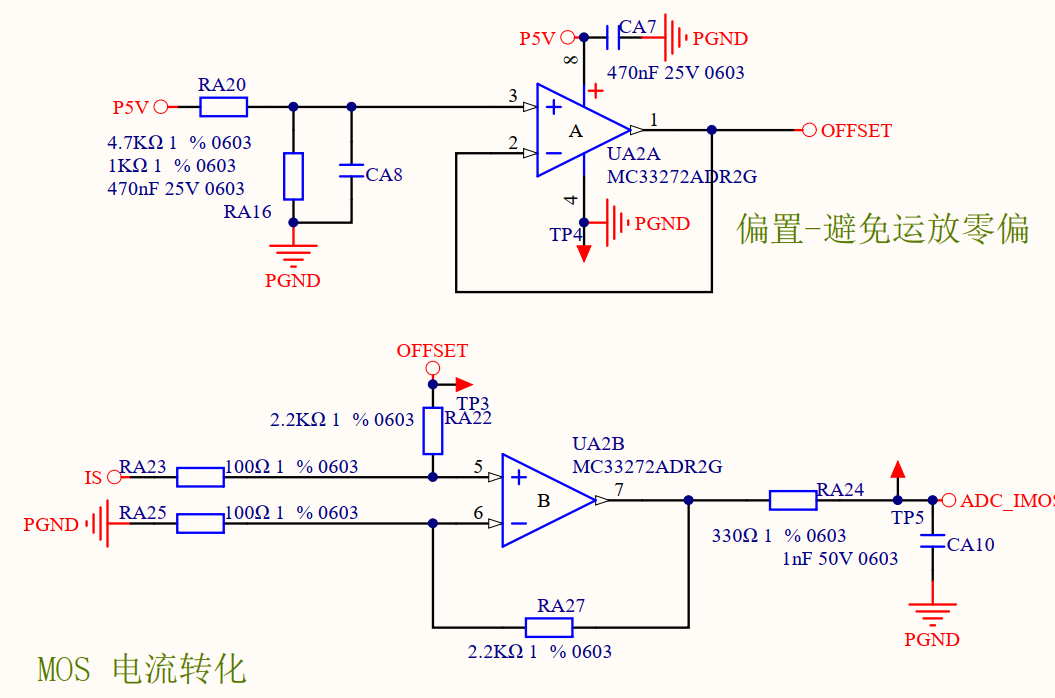 P5V
CA7
PGND
8
470nF 25V 0603
RA20
P5V
3
4.7KΩ 1 % 0603
1KΩ 1 % 0603
470nF 25V 0603
RA16
CA8
PGND
2
A
1
OFFSET
UA2A
MC33272ADR2G
4
PGND
TP4
偏置-避免运放零偏
OFFSET
TP3
2.2KΩ 1 % 0603
RA22
UA2B
MC33272ADR2G
IS
RA23
100Ω 1 % 0603
5
PGND
RA25
100Ω 1 % 0603
6
B
7
RA24
330Ω 1 % 0603
TP5
ADC_IMOS
1nF 50V 0603
CA10
PGND
RA27
2.2KΩ 1 % 0603
MOS 电流转化